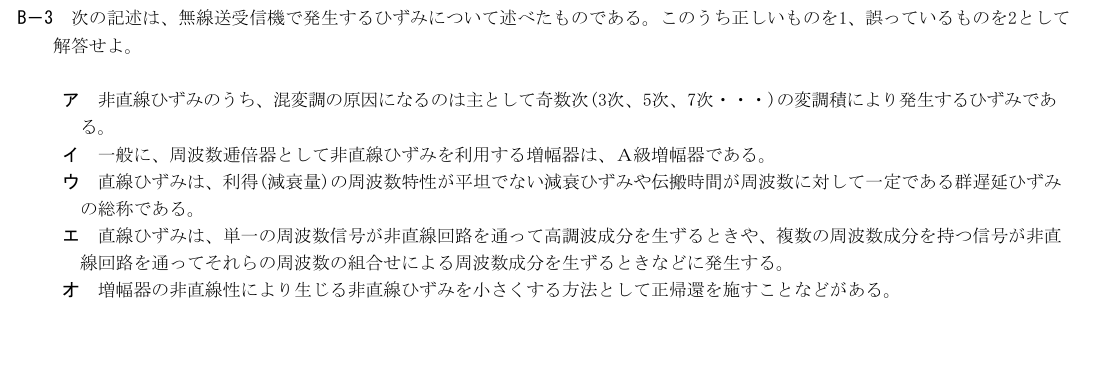 B－3　次の記述は、無線送受信機で発生するひずみについて述べたものである。このうち正しいものを1、誤っているものを2として
解答せよ。
ア　非直線ひずみのうち、混変調の原因になるのは主として奇数次(3次、5次、7次・・・)の変調積により発生するひずみであ
る。
イ　一般に、周波数逓倍器として非直線ひずみを利用する増幅器は、Ａ級増幅器である。
ウ　直線ひずみは、利得(減衰量)の周波数特性が平坦でない減衰ひずみや伝搬時間が周波数に対して一定である群遅延ひずみ
の総称である。
エ　直線ひずみは、単一の周波数信号が非直線回路を通って高調波成分を生ずるときや、複数の周波数成分を持つ信号が非直
線回路を通ってそれらの周波数の組合せによる周波数成分を生ずるときなどに発生する。
オ　増幅器の非直線性により生じる非直線ひずみを小さくする方法として正帰還を施すことなどがある。